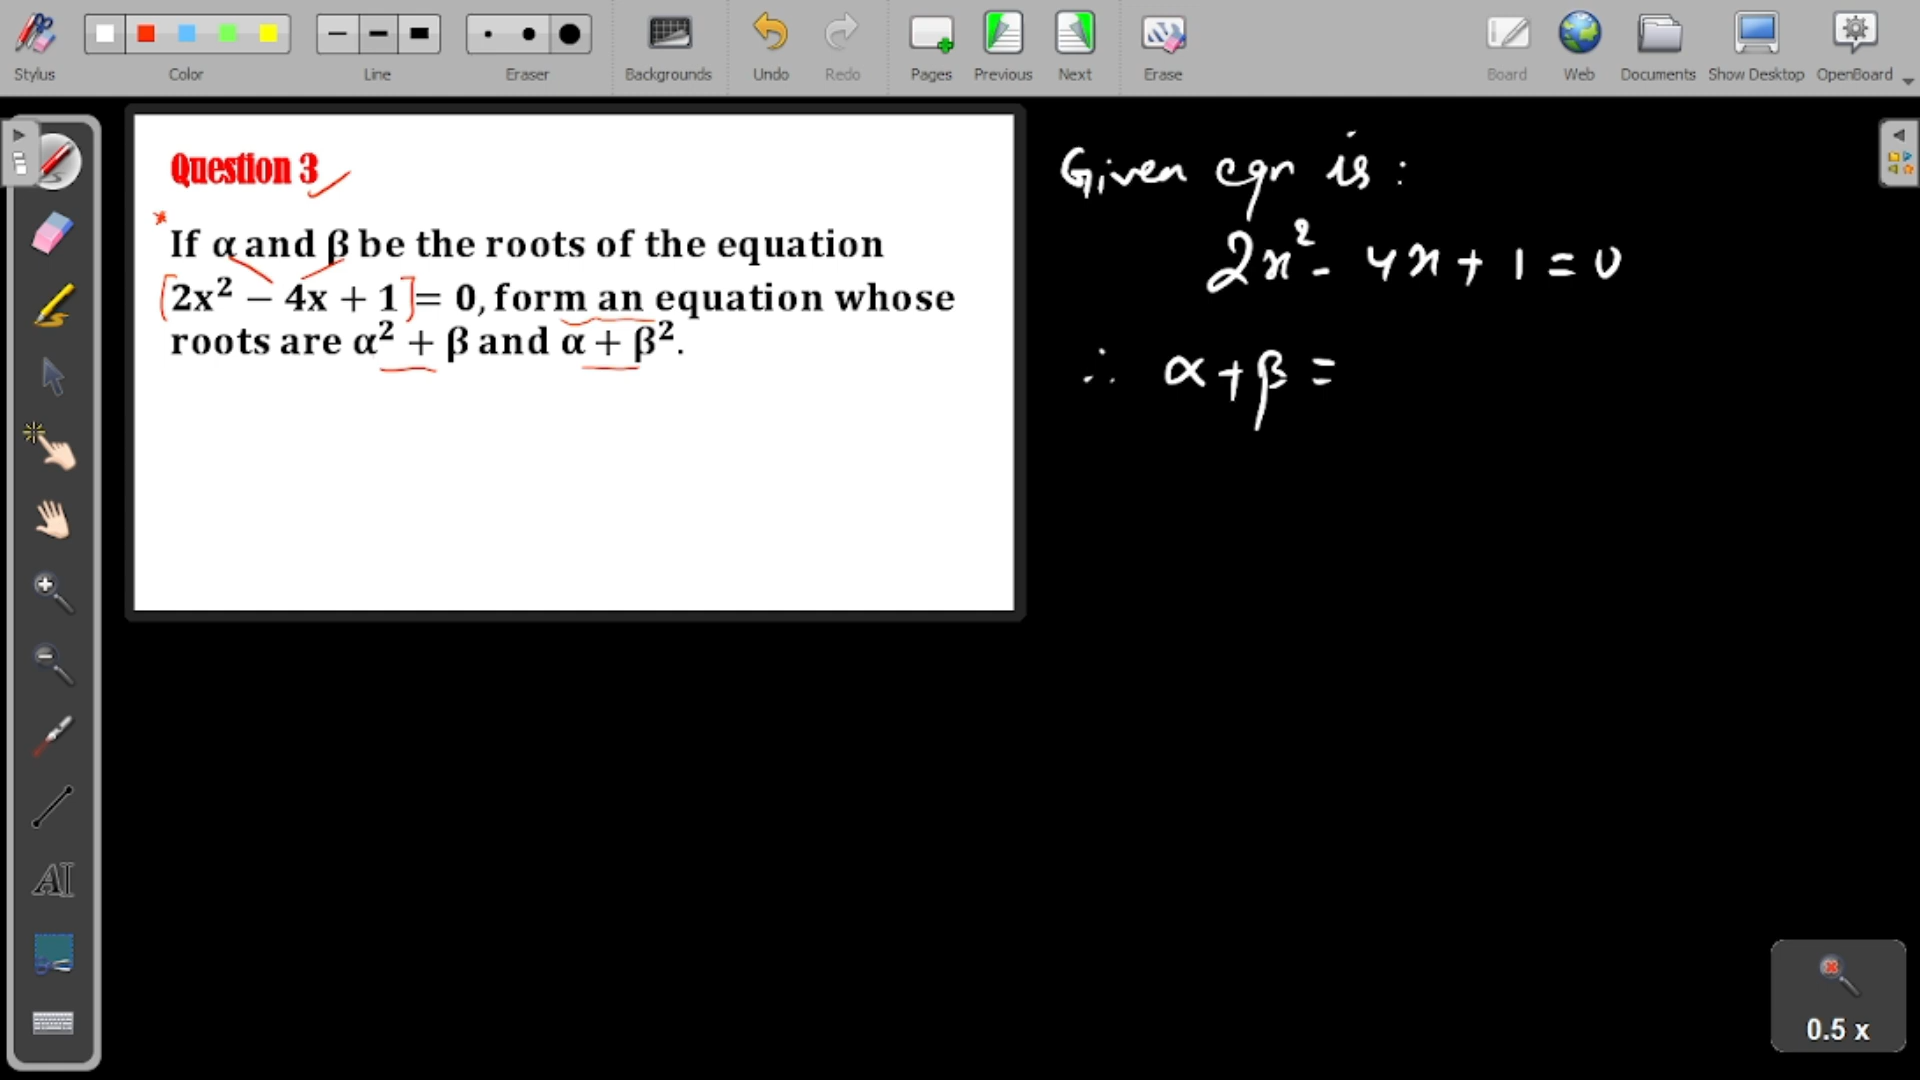 Stylus Color Line Eraser Backgrounds Undo Redo Pages Previous Next Erase Board Web Documents Show Desktop OpenBoard
Question 3
If α and β be the roots of the equation
2x² − 4x + 1 = 0, form an equation whose
roots are α² + β and α + β².
Given eqn is :
2x² - 4x + 1 = 0
∴ α + β =
AI
0.5 x